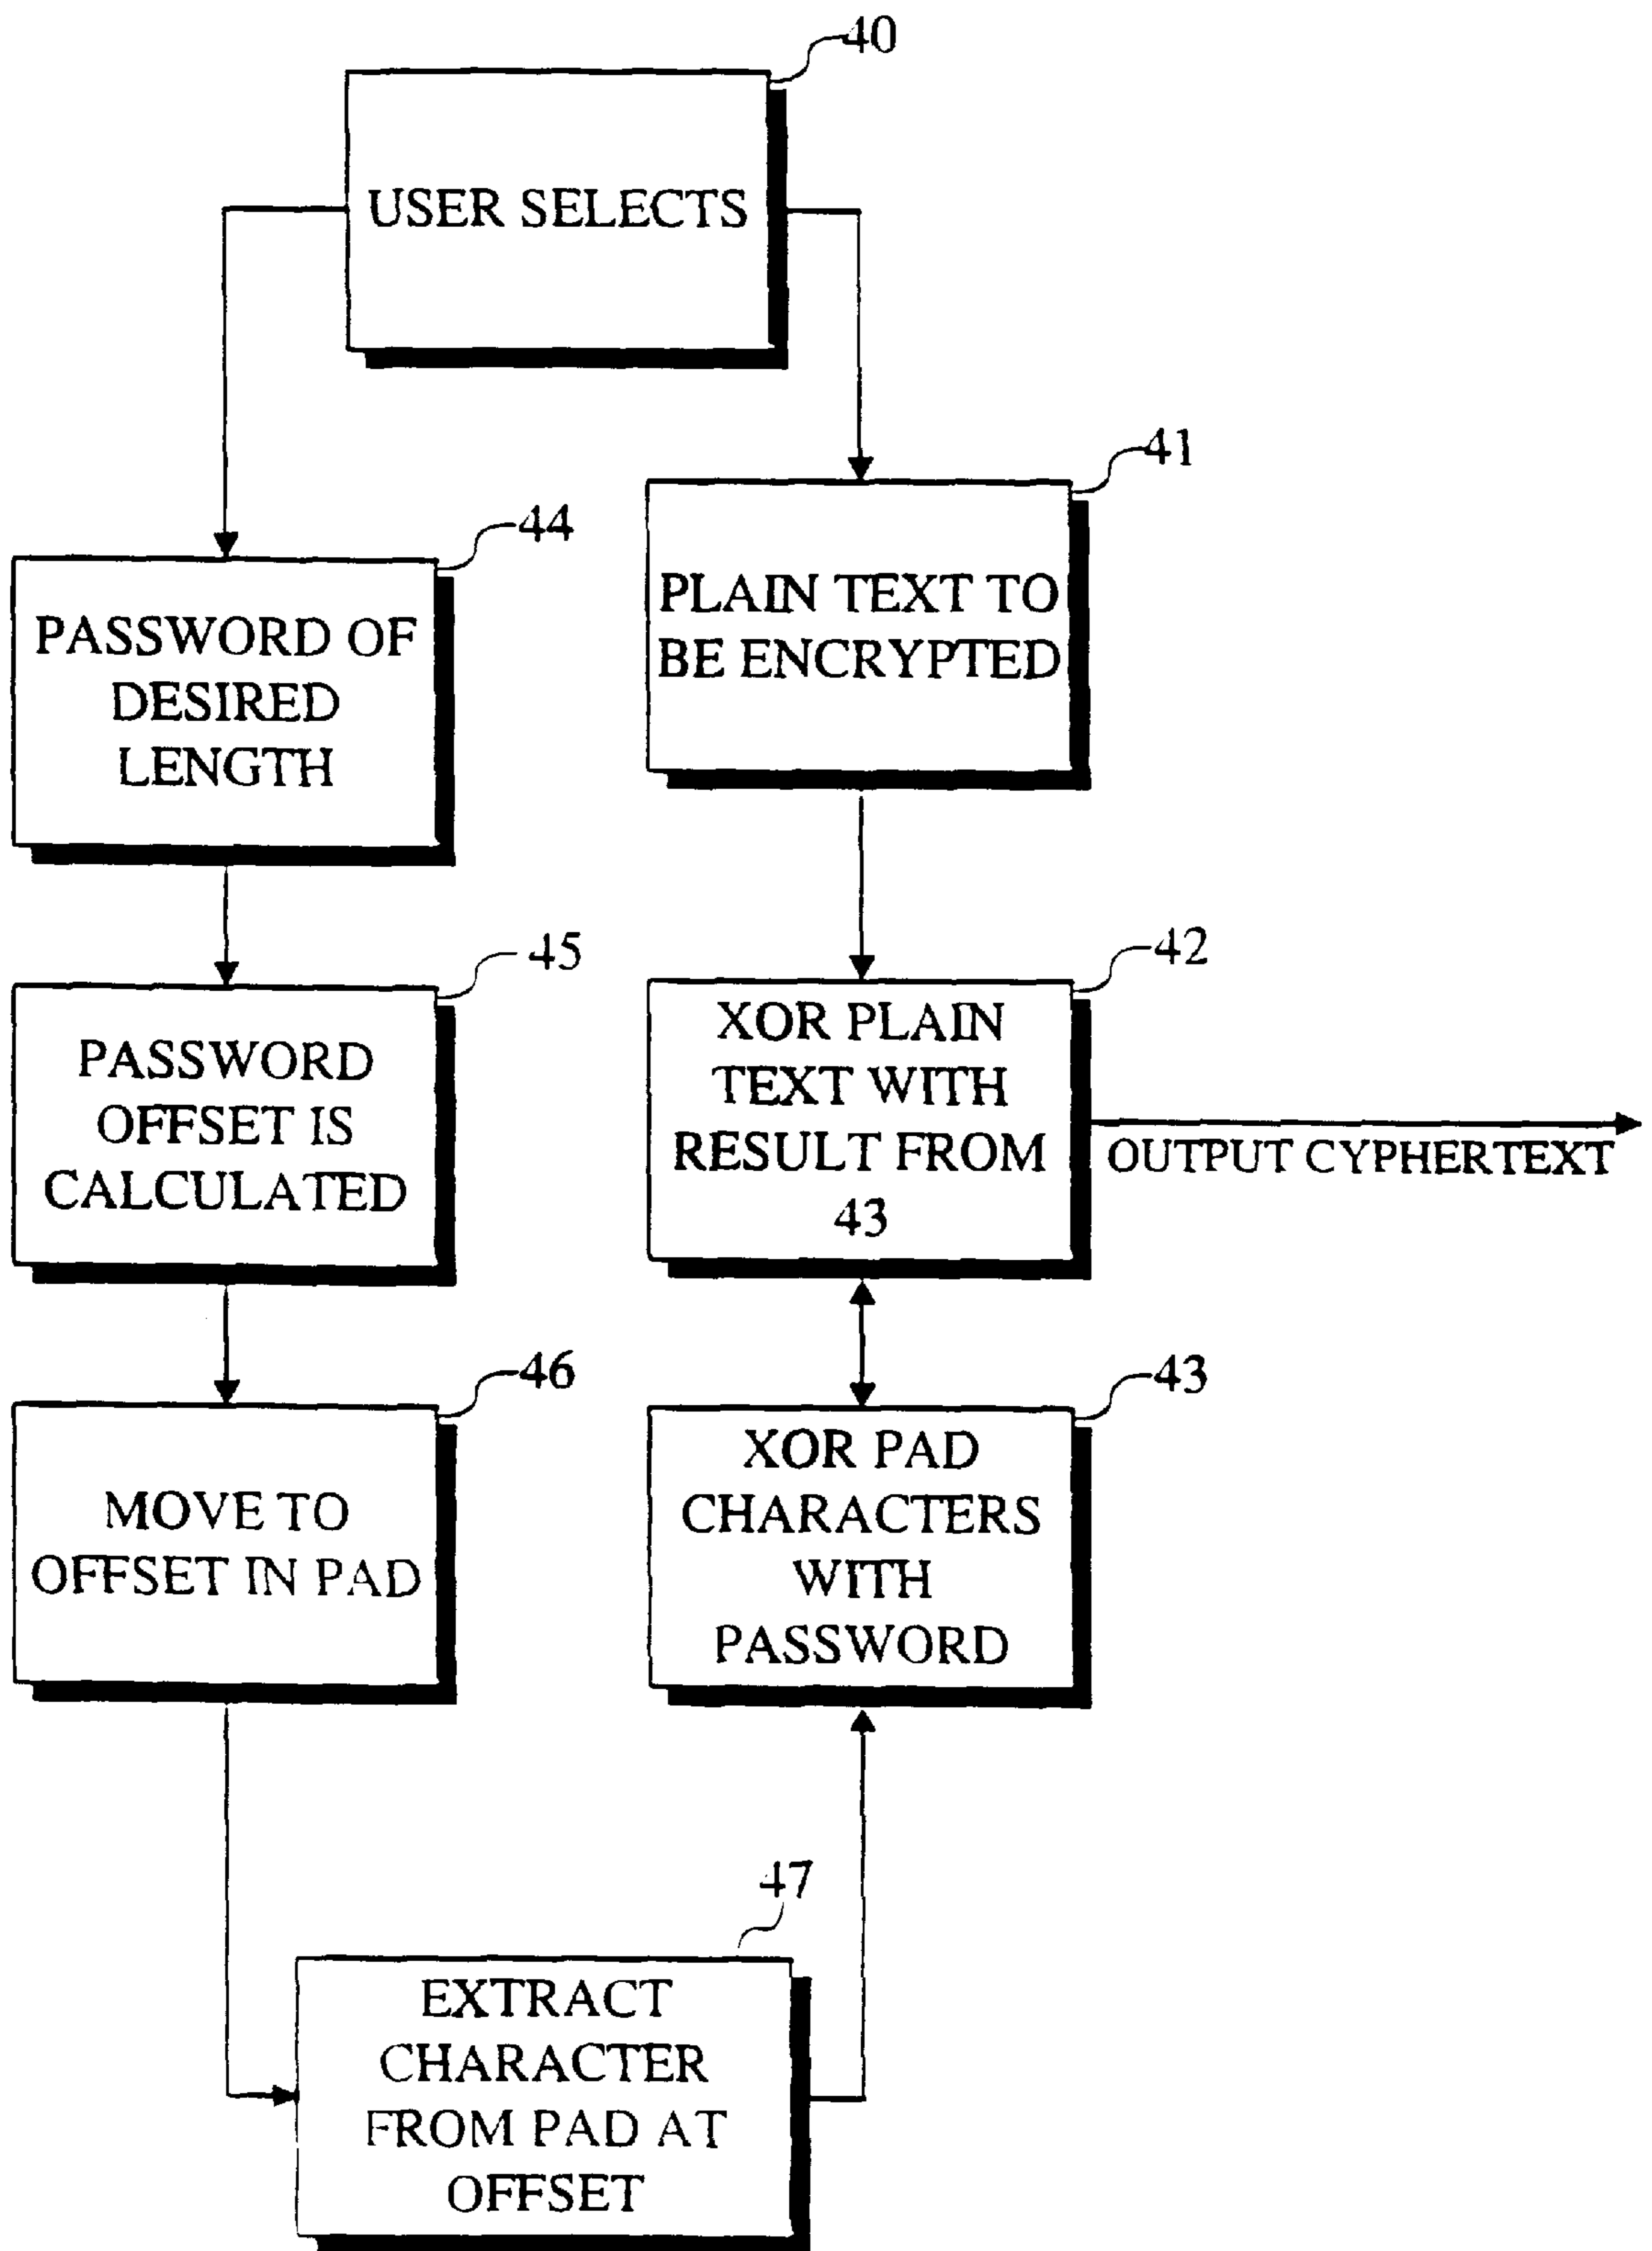 40
USER SELECTS
41
PLAIN TEXT TO
BE ENCRYPTED
44
PASSWORD OF
DESIRED
LENGTH
45
PASSWORD
OFFSET IS
CALCULATED
42
XOR PLAIN
TEXT WITH
RESULT FROM
43
OUTPUT CYPHERTEXT
46
MOVE TO
OFFSET IN PAD
43
XOR PAD
CHARACTERS
WITH
PASSWORD
47
EXTRACT
CHARACTER
FROM PAD AT
OFFSET